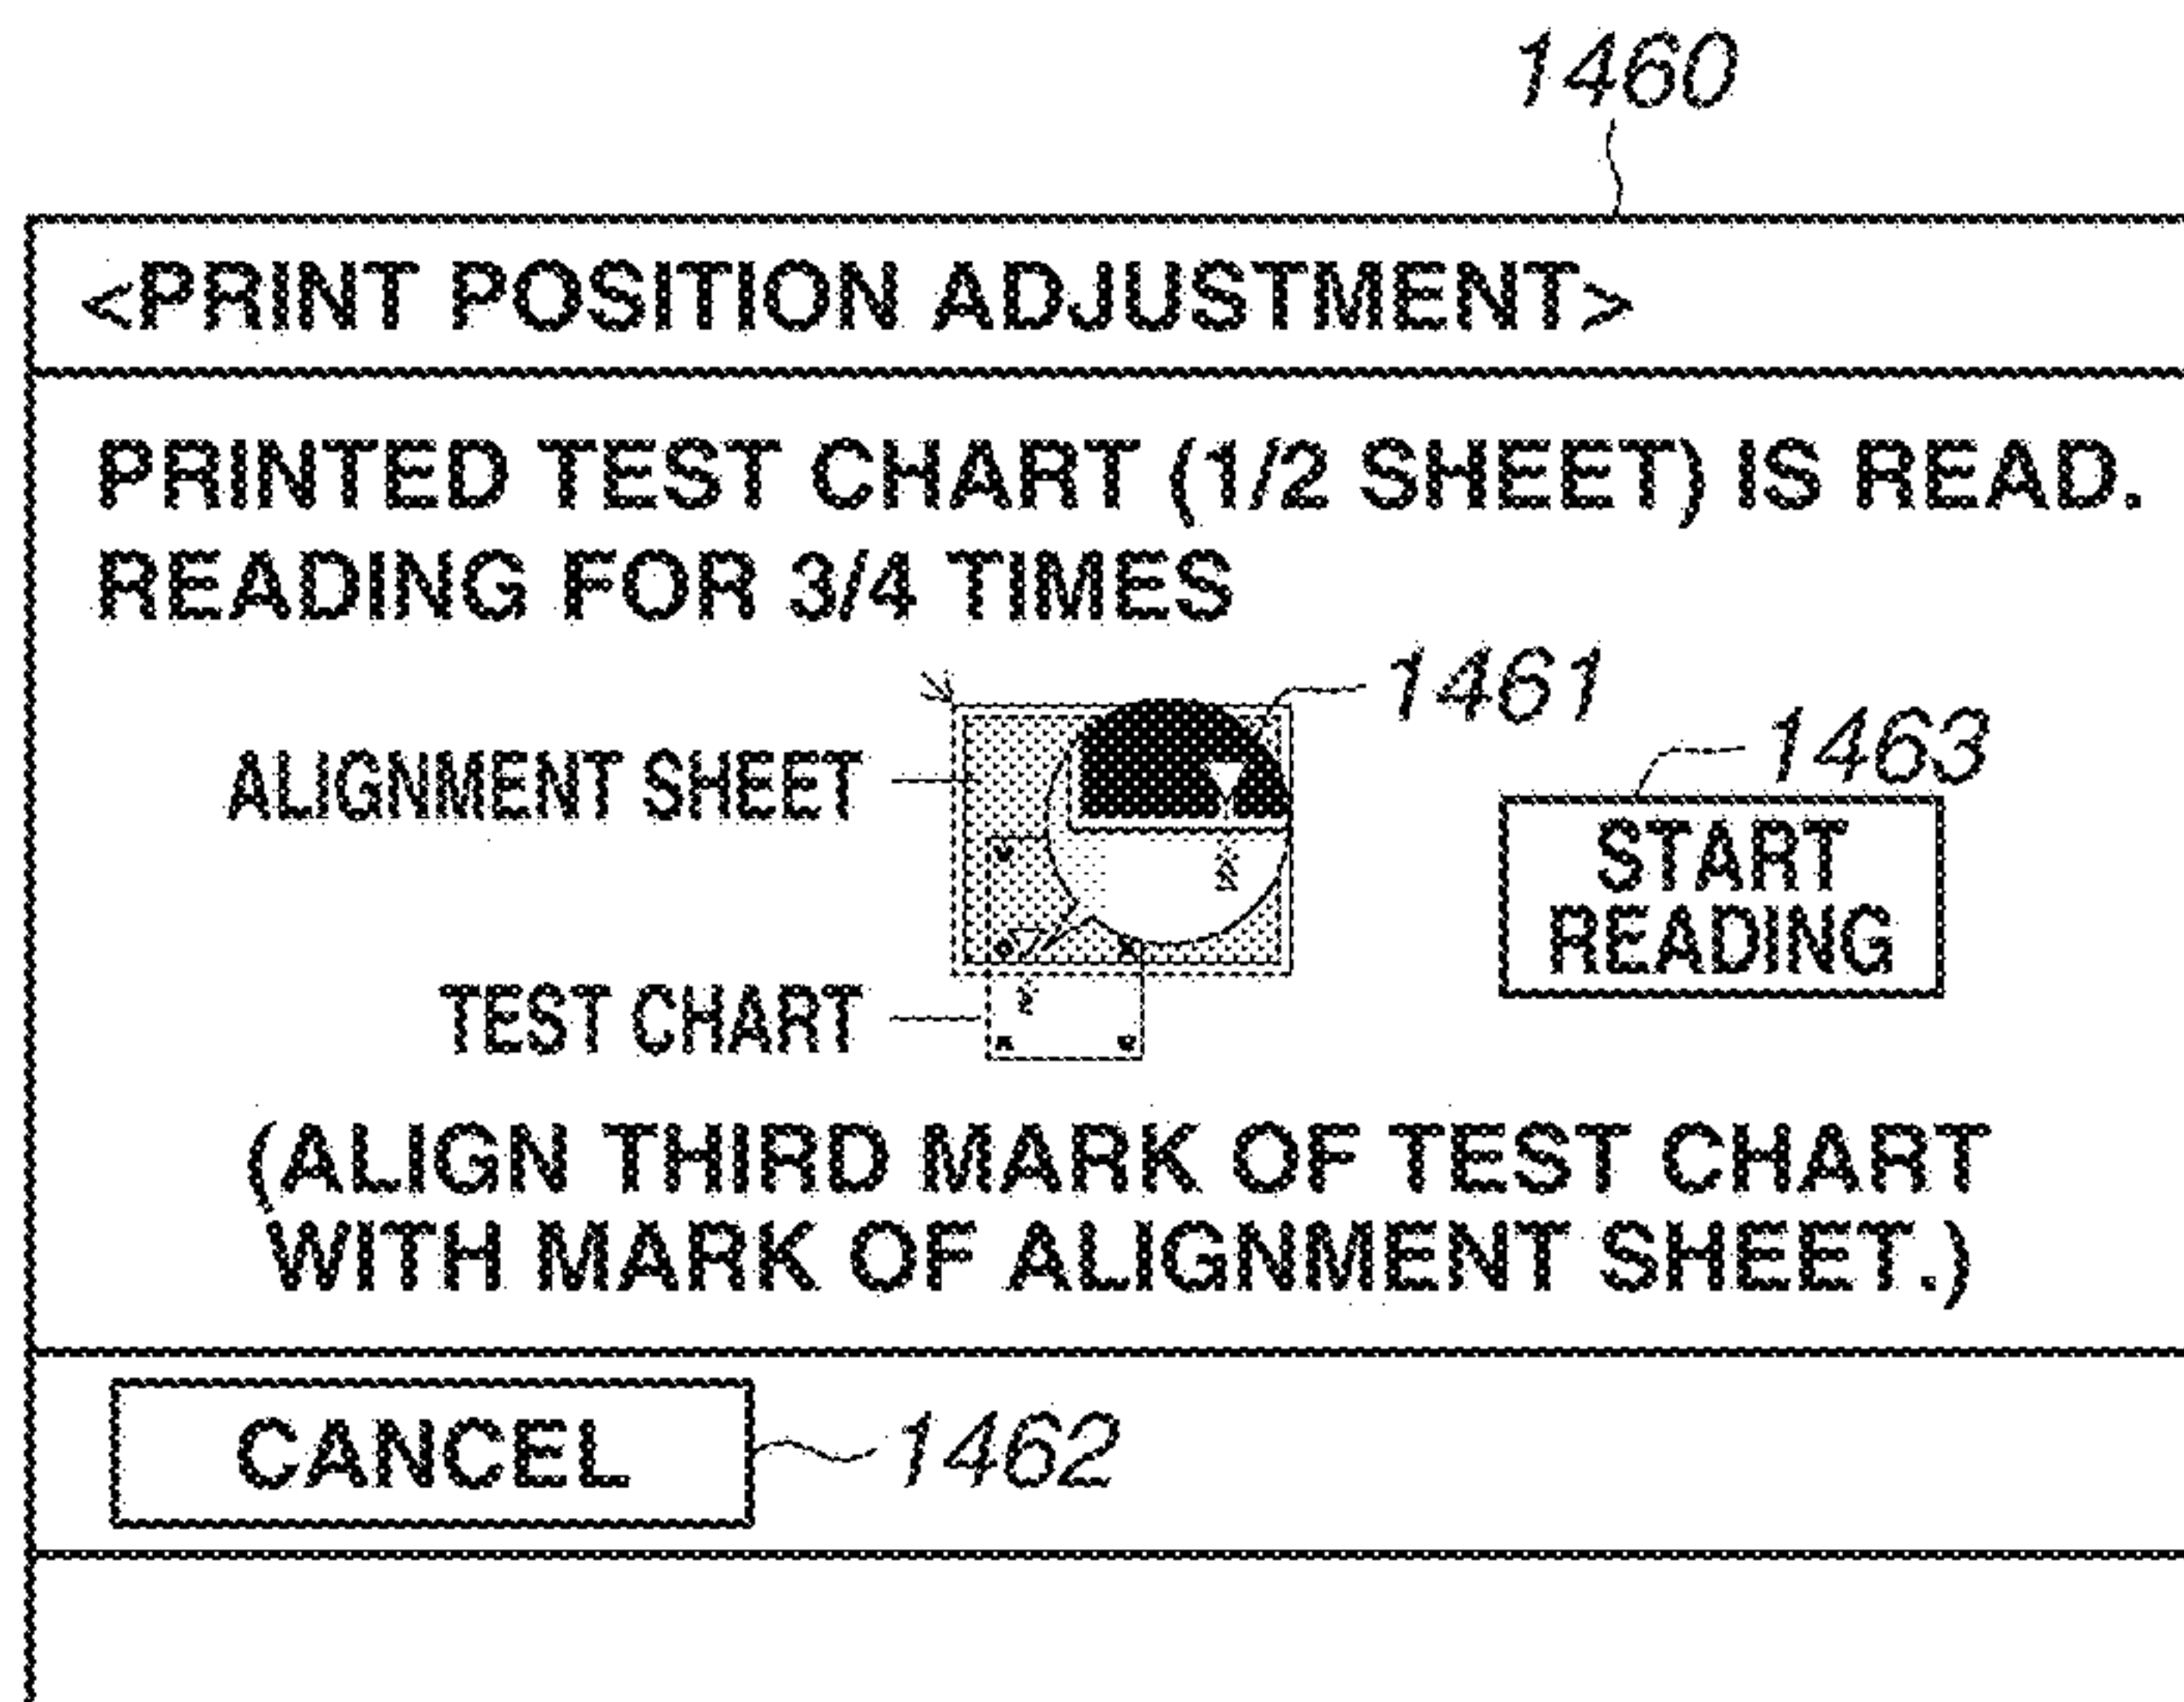 1460
<PRINT POSITION ADJUSTMENT>
PRINTED TEST CHART (1/2 SHEET) IS READ.
READING FOR 3/4 TIMES
1461
1463
ALIGNMENT SHEET
START
READING
TEST CHART
(ALIGN THIRD MARK OF TEST CHART
WITH MARK OF ALIGNMENT SHEET.)
CANCEL
1462